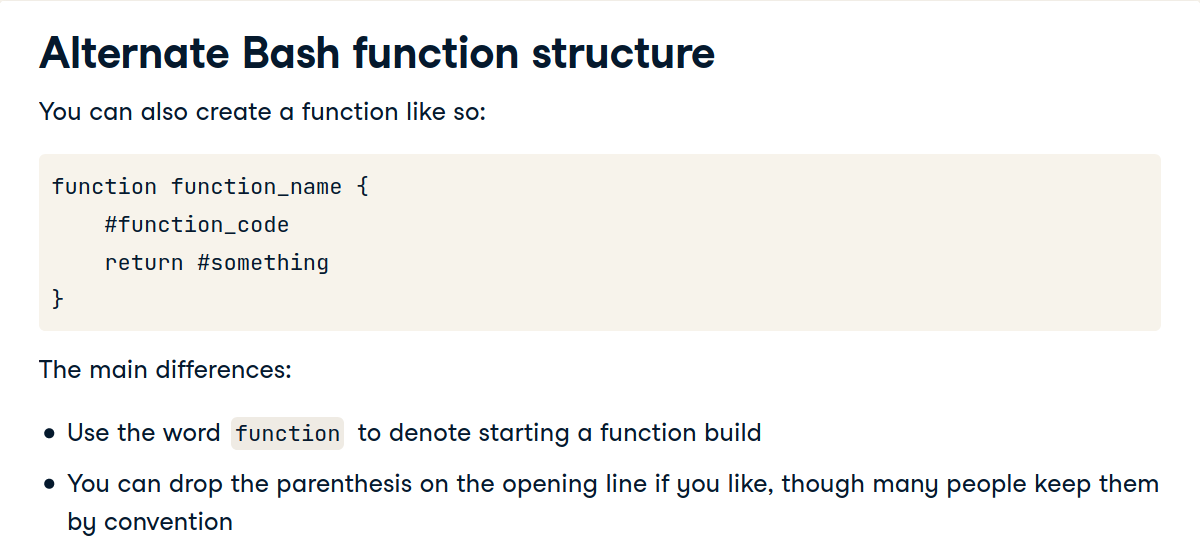 Alternate Bash function structure
You can also create a function like so:
function function_name {
    #function_code
    return #something
}
The main differences:
• Use the word function to denote starting a function build
• You can drop the parenthesis on the opening line if you like, though many people keep them
by convention